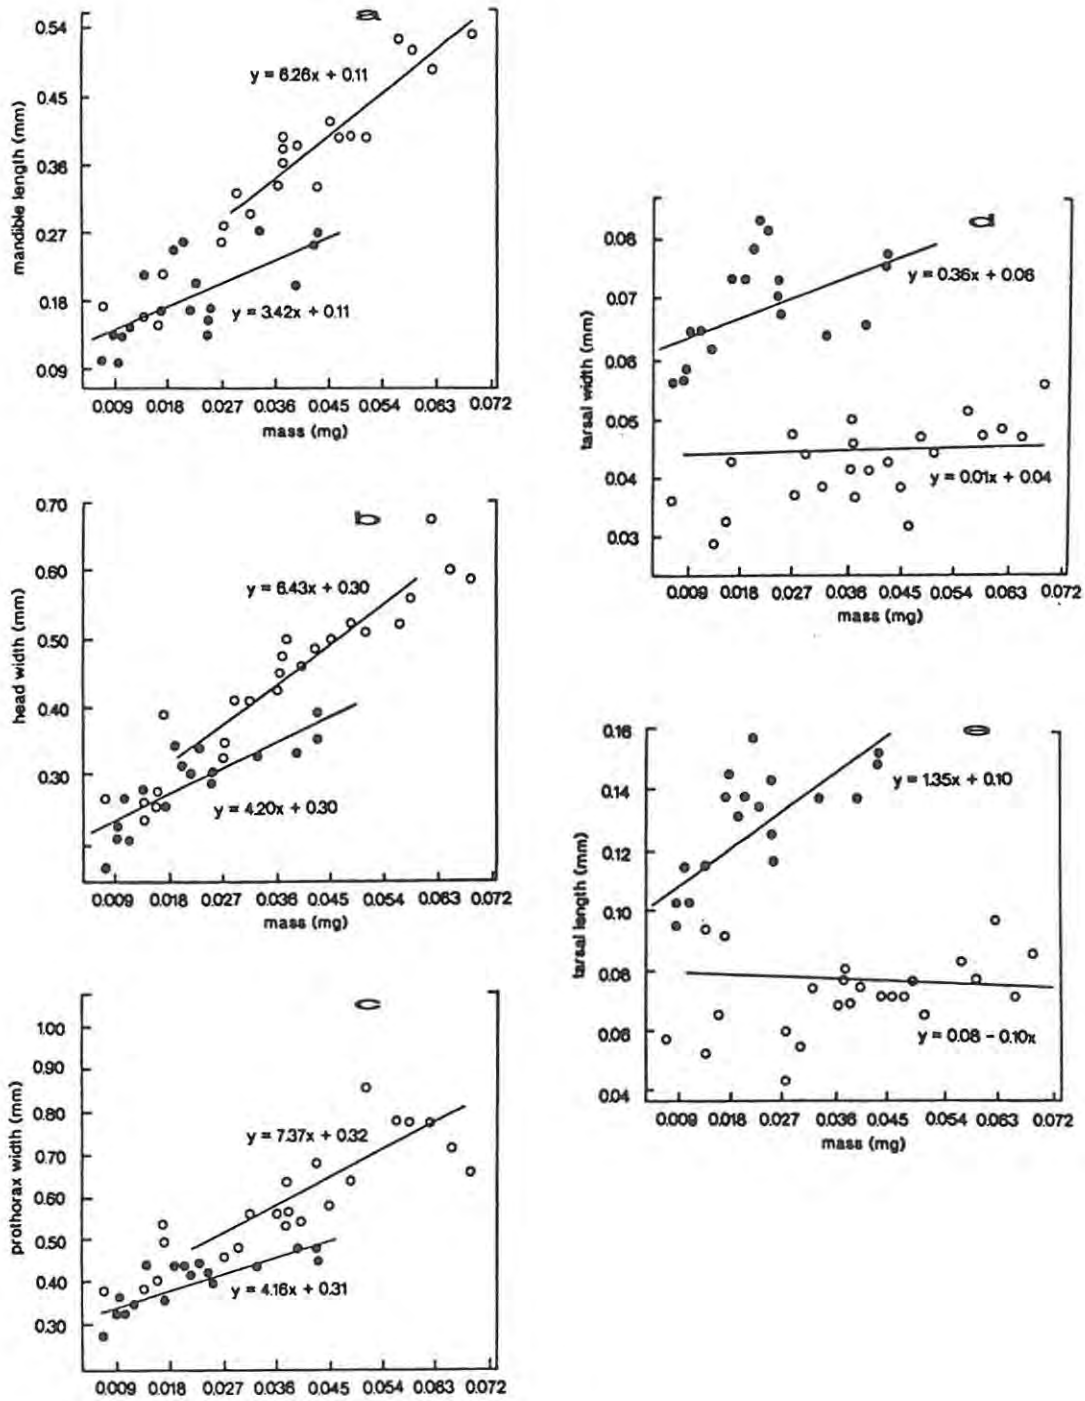 a
0.54
0.45
0.36
0.27
0.18
0.09
mandible length (mm)
y = 6.26x + 0.11
y = 3.42x + 0.11
0.009 0.018 0.027 0.036 0.045 0.054 0.063 0.072
mass (mg)
b
0.70
0.60
0.50
0.40
0.30
head width (mm)
y = 6.43x + 0.30
y = 4.20x + 0.30
0.009 0.018 0.027 0.036 0.045 0.054 0.063 0.072
mass (mg)
c
1.00
0.90
0.80
0.70
0.60
0.50
0.40
0.30
prothorax width (mm)
y = 7.37x + 0.32
y = 4.16x + 0.31
0.009 0.018 0.027 0.036 0.045 0.054 0.063 0.072
mass (mg)
d
0.08
0.07
0.06
0.05
0.04
0.03
tarsal width (mm)
y = 0.36x + 0.06
y = 0.01x + 0.04
0.009 0.018 0.027 0.036 0.045 0.054 0.063 0.072
mass (mg)
e
0.16
0.14
0.12
0.10
0.08
0.06
0.04
tarsal length (mm)
y = 1.35x + 0.10
y = 0.08 - 0.10x
0.009 0.018 0.027 0.036 0.045 0.054 0.063 0.072
mass (mg)